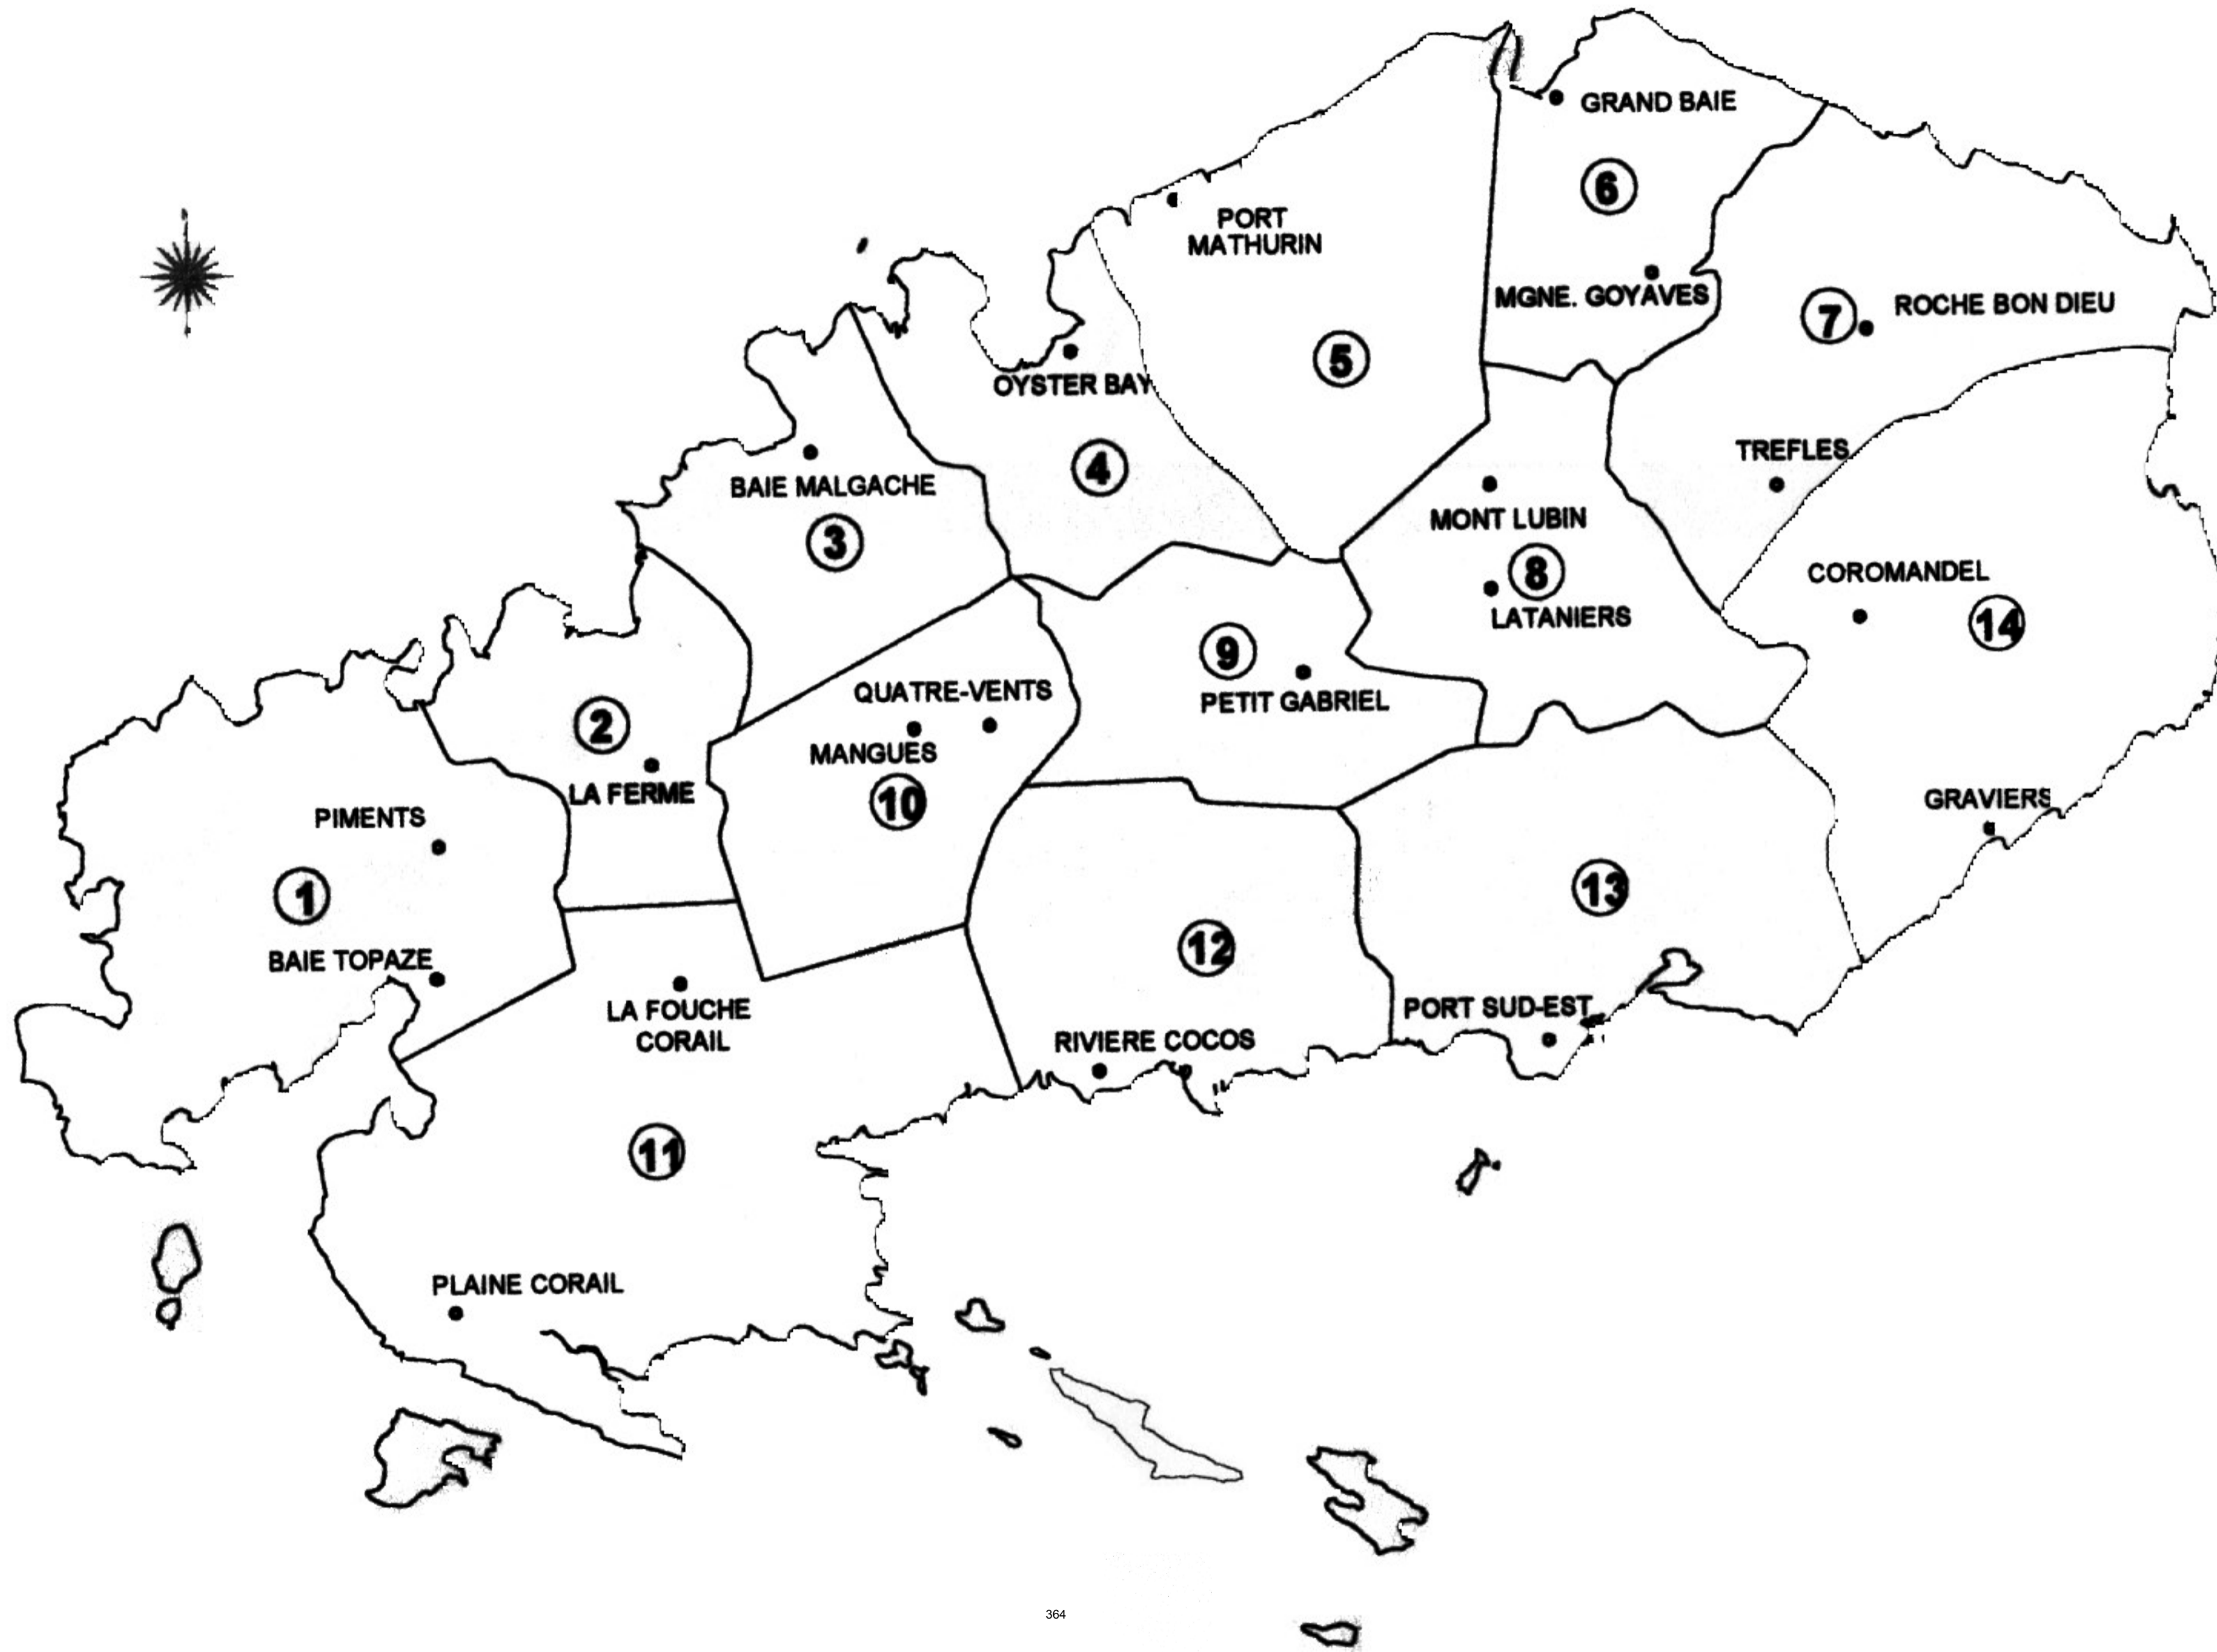 GRAND BAIE
6
PORT
MATHURIN
MGNE. GOYAVES
7
ROCHE BON DIEU
5
OYSTER BAY
4
TREFLES
BAIE MALGACHE
3
MONT LUBIN
8
LATANIERS
COROMANDEL
14
9
PETIT GABRIEL
QUATRE-VENTS
MANGUES
10
2
LA FERME
PIMENTS
1
GRAVIERS
13
12
BAIE TOPAZE
LA FOUCHE
CORAIL
PORT SUD-EST
RIVIERE COCOS
11
PLAINE CORAIL
364